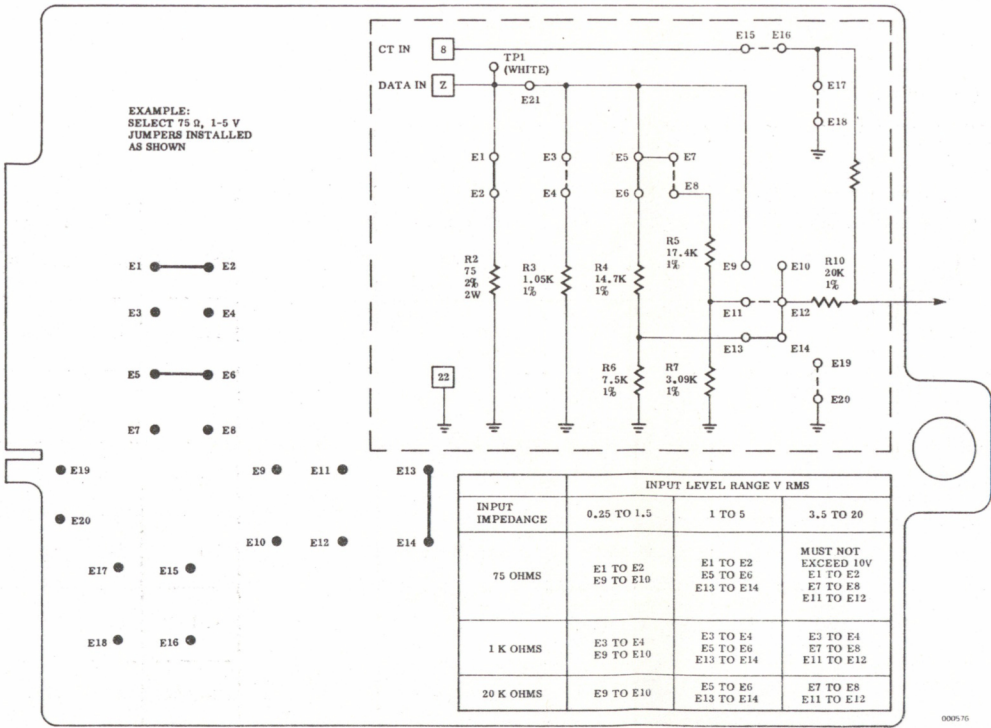 E15 E16
CT IN 8
TP1
(WHITE)
DATA IN Z
E21
E17
E18
EXAMPLE:
SELECT 75 Ω, 1-5 V
JUMPERS INSTALLED
AS SHOWN
E1 E3 E5 E7
E2 E4 E6 E8
R5
17.4K
1%
R2
75
2%
2W
R3
1.05K
1%
R4
14.7K
1%
E9 E10
R10
20K
1%
E11 E12
E13 E14
R6
7.5K
1%
R7
3.09K
1%
E19
E20
22
E1 E2
E3 E4
E5 E6
E7 E8
E19 E9 E11 E13
E20 E10 E12 E14
E17 E15
E18 E16
INPUT LEVEL RANGE V RMS
INPUT
IMPEDANCE
0.25 TO 1.5 1 TO 5 3.5 TO 20
75 OHMS
E1 TO E2
E9 TO E10
E1 TO E2
E5 TO E6
E13 TO E14
MUST NOT
EXCEED 10V
E1 TO E2
E7 TO E8
E11 TO E12
1 K OHMS
E3 TO E4
E9 TO E10
E3 TO E4
E5 TO E6
E13 TO E14
E3 TO E4
E7 TO E8
E11 TO E12
20 K OHMS
E9 TO E10
E5 TO E6
E13 TO E14
E7 TO E8
E11 TO E12
000576